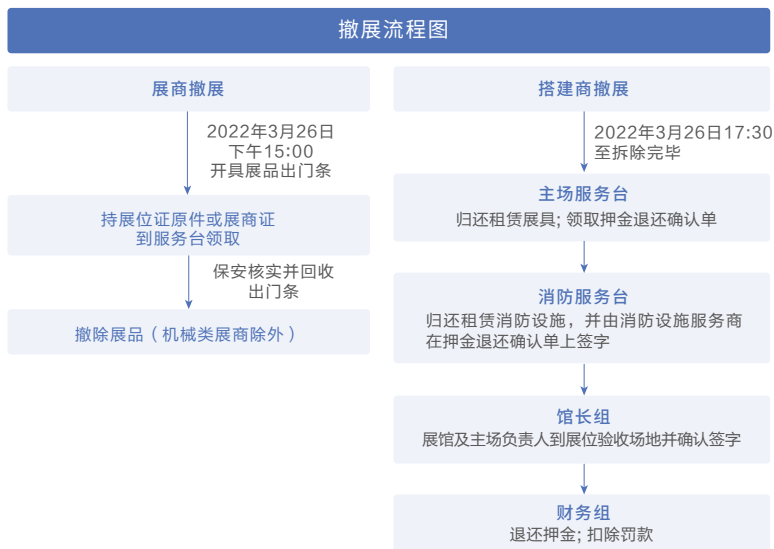 撤展流程图
展商撤展
2022年3月26日
下午15:00
开具展品出门条
持展位证原件或展商证
到服务台领取
保安核实并回收
出门条
撤除展品（机械类展商除外）
搭建商撤展
2022年3月26日17:30
至拆除完毕
主场服务台
归还租赁展具; 领取押金退还确认单
消防服务台
归还租赁消防设施，并由消防设施服务商
在押金退还确认单上签字
馆长组
展馆及主场负责人到展位验收场地并确认签字
财务组
退还押金; 扣除罚款